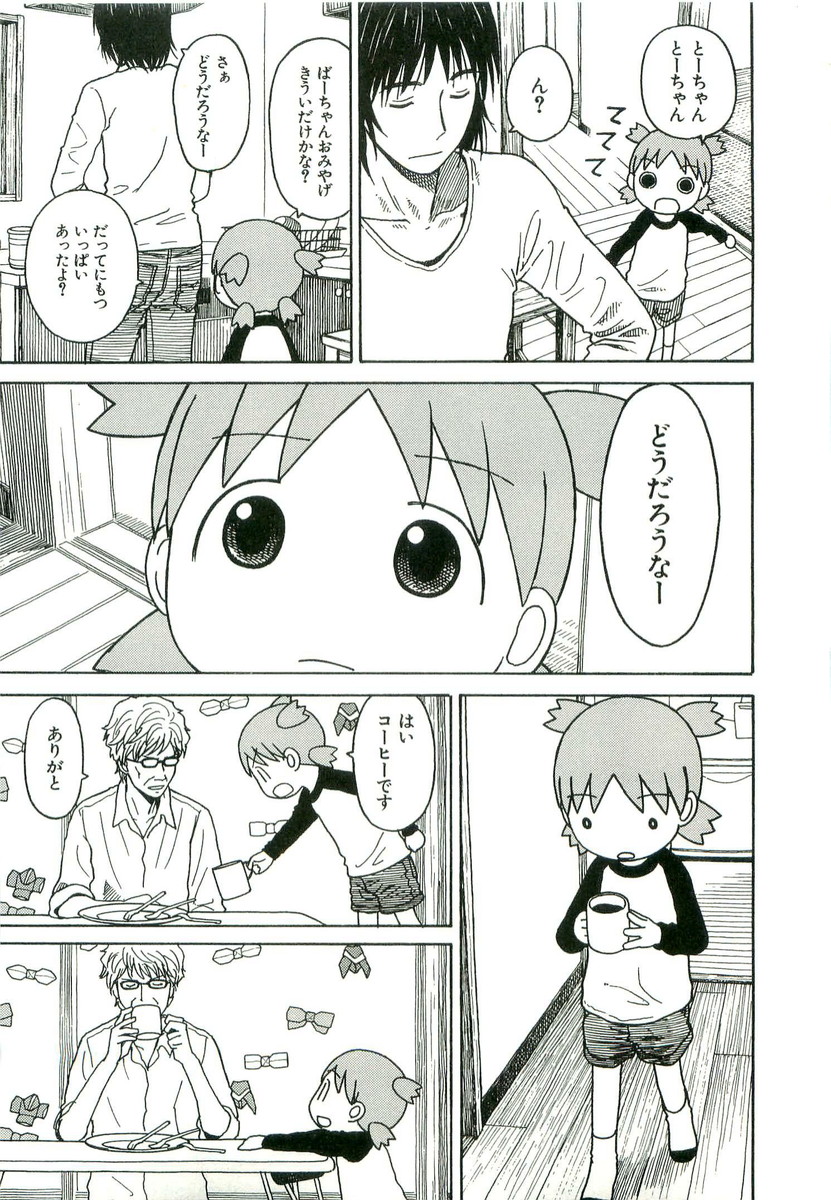 とーちゃん
とーちゃん
ん?
てててて
ばーちゃんおみやげ
きういだけかな?
さぁ
どうだろうなー
だってにもつ
いっぱい
あったよ?
どうだろうなー
はい
コーヒーです
ありがと